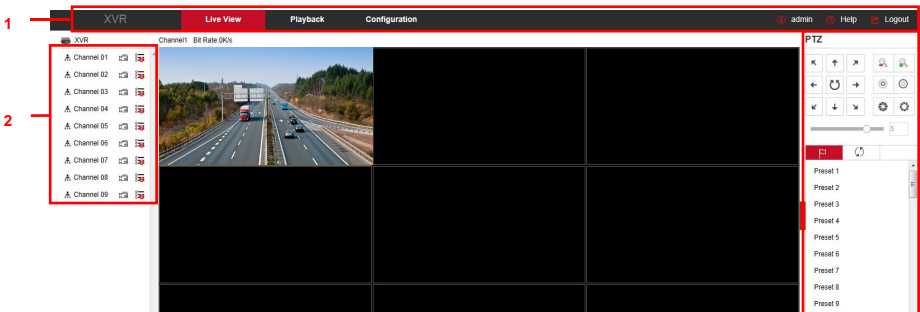 1
XVR Live View Playback Configuration admin Help Logout
XVR Channel1 Bit Rate:0K/s PTZ
2
Channel 01
Channel 02
Channel 03
Channel 04
Channel 05
Channel 06
Channel 07
Channel 08
Channel 09
5
Preset 1
Preset 2
Preset 3
Preset 4
Preset 5
Preset 6
Preset 7
Preset 8
Preset 9